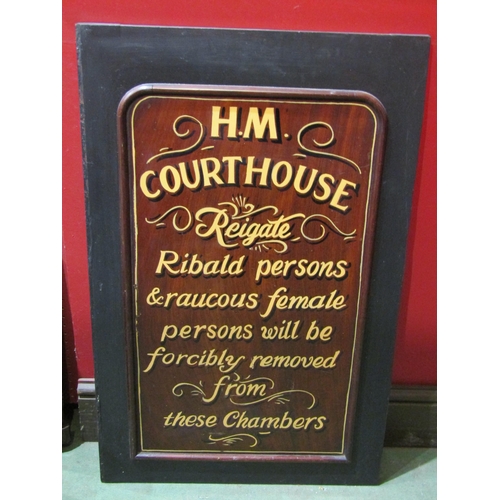 H.M.
COURTHOUSE
Reigate
Ribald persons
& raucous female
persons will be
forcibly removed
from
these Chambers